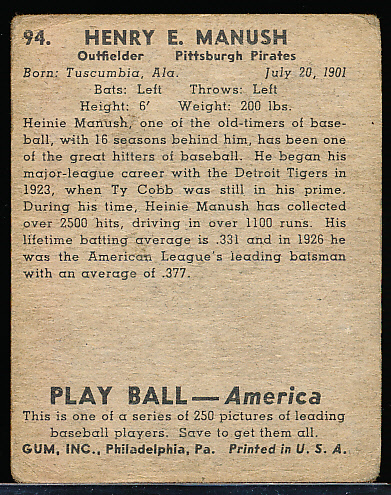 94. HENRY E. MANUSH
Outfielder Pittsburgh Pirates
Born: Tuscumbia, Ala. July 20, 1901
Bats: Left Throws: Left
Height: 6′ Weight: 200 lbs.
Heinie Manush, one of the old-timers of base-
ball, with 16 seasons behind him, has been one
of the great hitters of baseball. He began his
major-league career with the Detroit Tigers in
1923, when Ty Cobb was still in his prime.
During his time, Heinie Manush has collected
over 2500 hits, driving in over 1100 runs. His
lifetime batting average is .331 and in 1926 he
was the American League's leading batsman
with an average of .377.
PLAY BALL — America
This is one of a series of 250 pictures of leading
baseball players. Save to get them all.
GUM, INC., Philadelphia, Pa. Printed in U. S. A.